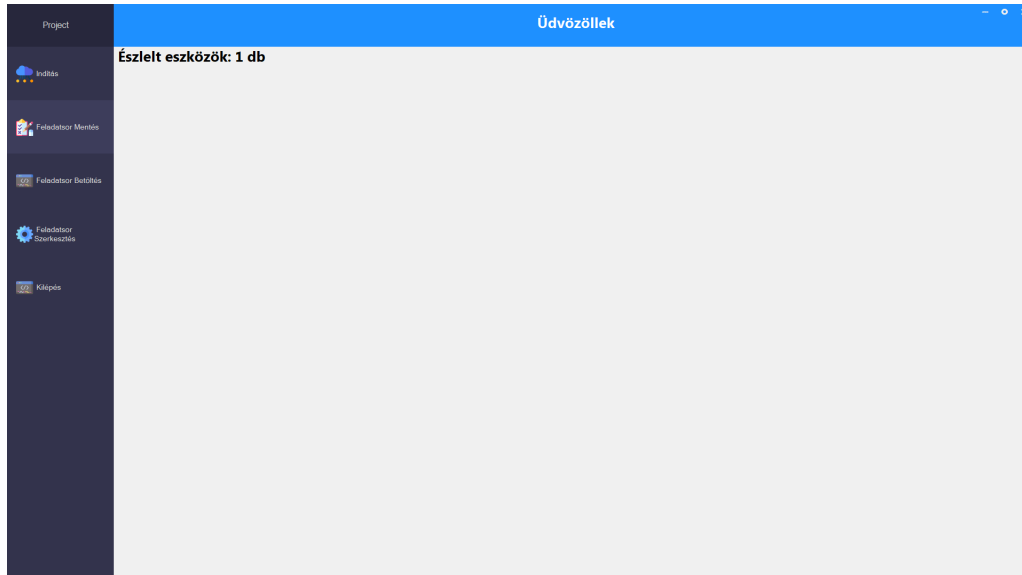 Project
Üdvözöllek
Észlelt eszközök: 1 db
Indítás
Feladatsor Mentés
Feladatsor Betöltés
Feladatsor
Szerkesztés
Kilépés